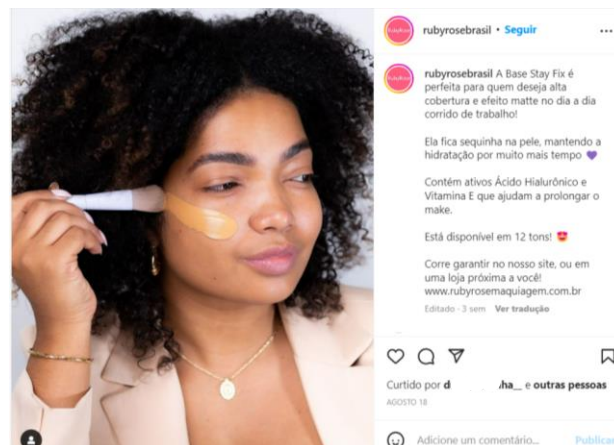 rubyrosebrasil • Seguir
rubyrosebrasil A Base Stay Fix é
perfeita para quem deseja alta
cobertura e efeito matte no dia a dia
corrido de trabalho!
Ela fica sequinha na pele, mantendo a
hidratação por muito mais tempo 💜
Contém ativos Ácido Hialurônico e
Vitamina E que ajudam a prolongar o
make.
Está disponível em 12 tons! 😍
Corre garantir no nosso site, ou em
uma loja próxima a você!
www.rubyrosemaquiagem.com.br
Editado · 3 sem Ver tradução
Curtido por d ha__ e outras pessoas
AGOSTO 18
Adicione um comentário... Publicar